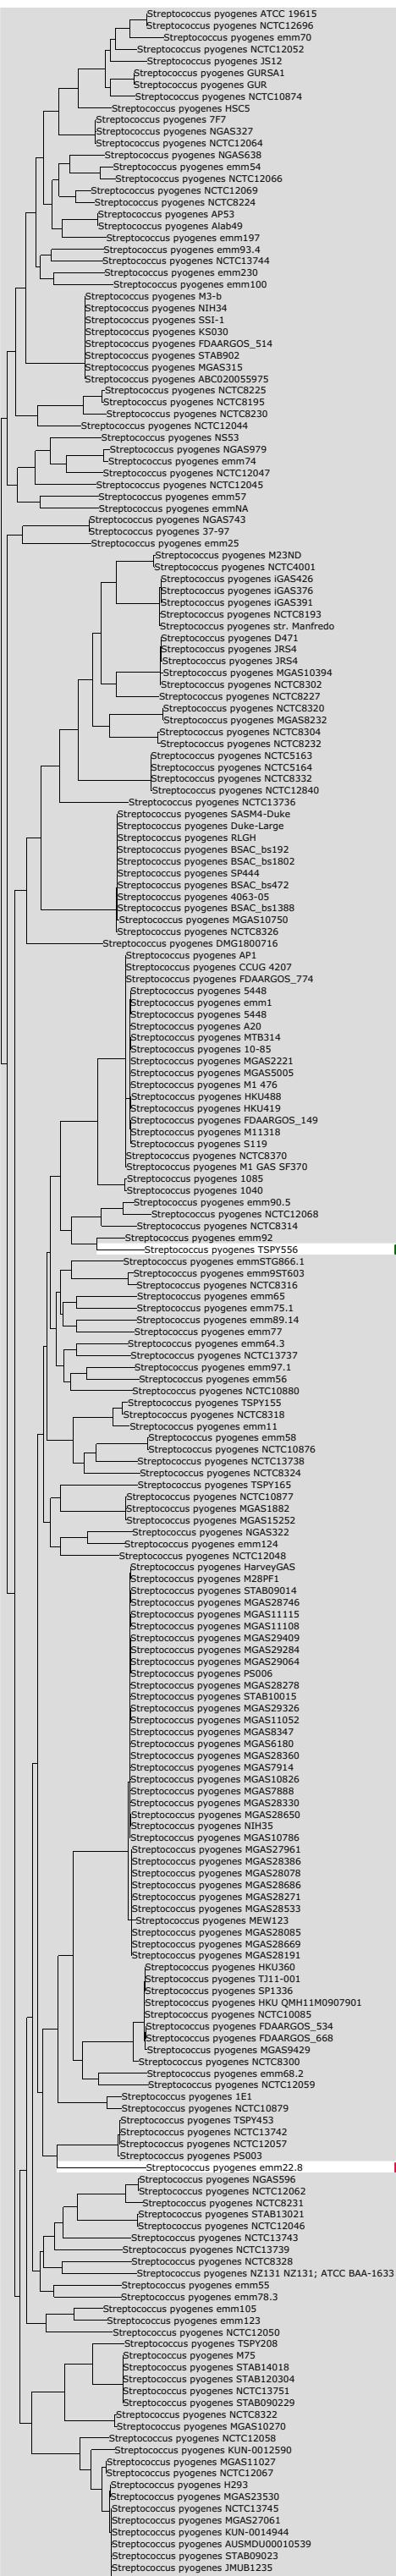 Streptococcus pyogenes ATCC 19615
Streptococcus pyogenes NCTC12696
Streptococcus pyogenes emm70
Streptococcus pyogenes NCTC12052
Streptococcus pyogenes JS12
Streptococcus pyogenes GURSA1
Streptococcus pyogenes GUR
Streptococcus pyogenes NCTC10874
Streptococcus pyogenes HSC5
Streptococcus pyogenes 7F7
Streptococcus pyogenes NGAS327
Streptococcus pyogenes NCTC12064
Streptococcus pyogenes NGAS638
Streptococcus pyogenes emm54
Streptococcus pyogenes NCTC12066
Streptococcus pyogenes NCTC12069
Streptococcus pyogenes NCTC8224
Streptococcus pyogenes AP53
Streptococcus pyogenes Alab49
Streptococcus pyogenes emm197
Streptococcus pyogenes emm93.4
Streptococcus pyogenes NCTC13744
Streptococcus pyogenes emm230
Streptococcus pyogenes emm100
Streptococcus pyogenes M3-b
Streptococcus pyogenes NIH34
Streptococcus pyogenes SSI-1
Streptococcus pyogenes KS030
Streptococcus pyogenes FDAARGOS_514
Streptococcus pyogenes STAB902
Streptococcus pyogenes MGAS315
Streptococcus pyogenes ABC020055975
Streptococcus pyogenes NCTC8225
Streptococcus pyogenes NCTC8195
Streptococcus pyogenes NCTC8230
Streptococcus pyogenes NCTC12044
Streptococcus pyogenes NS53
Streptococcus pyogenes NGAS979
Streptococcus pyogenes emm74
Streptococcus pyogenes NCTC12047
Streptococcus pyogenes NCTC12045
Streptococcus pyogenes emm57
Streptococcus pyogenes emmNA
Streptococcus pyogenes NGAS743
Streptococcus pyogenes 37-97
Streptococcus pyogenes emm25
Streptococcus pyogenes M23ND
Streptococcus pyogenes NCTC4001
Streptococcus pyogenes iGAS426
Streptococcus pyogenes iGAS376
Streptococcus pyogenes iGAS391
Streptococcus pyogenes NCTC8193
Streptococcus pyogenes str. Manfredo
Streptococcus pyogenes D471
Streptococcus pyogenes JRS4
Streptococcus pyogenes JRS4
Streptococcus pyogenes MGAS10394
Streptococcus pyogenes NCTC8302
Streptococcus pyogenes NCTC8227
Streptococcus pyogenes NCTC8320
Streptococcus pyogenes MGAS8232
Streptococcus pyogenes NCTC8304
Streptococcus pyogenes NCTC8232
Streptococcus pyogenes NCTC5163
Streptococcus pyogenes NCTC5164
Streptococcus pyogenes NCTC8332
Streptococcus pyogenes NCTC12840
Streptococcus pyogenes NCTC13736
Streptococcus pyogenes SASM4-Duke
Streptococcus pyogenes Duke-Large
Streptococcus pyogenes RLGH
Streptococcus pyogenes BSAC_bs192
Streptococcus pyogenes BSAC_bs1802
Streptococcus pyogenes SP444
Streptococcus pyogenes BSAC_bs472
Streptococcus pyogenes 4063-05
Streptococcus pyogenes BSAC_bs1388
Streptococcus pyogenes MGAS10750
Streptococcus pyogenes NCTC8326
Streptococcus pyogenes DMG1800716
Streptococcus pyogenes AP1
Streptococcus pyogenes CCUG 4207
Streptococcus pyogenes FDAARGOS_774
Streptococcus pyogenes 5448
Streptococcus pyogenes emm1
Streptococcus pyogenes 5448
Streptococcus pyogenes A20
Streptococcus pyogenes MTB314
Streptococcus pyogenes 10-85
Streptococcus pyogenes MGAS2221
Streptococcus pyogenes MGAS5005
Streptococcus pyogenes M1 476
Streptococcus pyogenes HKU488
Streptococcus pyogenes HKU419
Streptococcus pyogenes FDAARGOS_149
Streptococcus pyogenes M11318
Streptococcus pyogenes S119
Streptococcus pyogenes NCTC8370
Streptococcus pyogenes M1 GAS SF370
Streptococcus pyogenes 1085
Streptococcus pyogenes 1040
Streptococcus pyogenes emm90.5
Streptococcus pyogenes NCTC12068
Streptococcus pyogenes NCTC8314
Streptococcus pyogenes emm92
Streptococcus pyogenes TSPY556
Streptococcus pyogenes emmSTG866.1
Streptococcus pyogenes emm9ST603
Streptococcus pyogenes NCTC8316
Streptococcus pyogenes emm65
Streptococcus pyogenes emm75.1
Streptococcus pyogenes emm89.14
Streptococcus pyogenes emm77
Streptococcus pyogenes emm64.3
Streptococcus pyogenes NCTC13737
Streptococcus pyogenes emm97.1
Streptococcus pyogenes emm56
Streptococcus pyogenes NCTC10880
Streptococcus pyogenes TSPY155
Streptococcus pyogenes NCTC8318
Streptococcus pyogenes emm11
Streptococcus pyogenes emm58
Streptococcus pyogenes NCTC10876
Streptococcus pyogenes NCTC13738
Streptococcus pyogenes NCTC8324
Streptococcus pyogenes TSPY165
Streptococcus pyogenes NCTC10877
Streptococcus pyogenes MGAS1882
Streptococcus pyogenes MGAS15252
Streptococcus pyogenes NGAS322
Streptococcus pyogenes emm124
Streptococcus pyogenes NCTC12048
Streptococcus pyogenes HarveyGAS
Streptococcus pyogenes M28PF1
Streptococcus pyogenes STAB09014
Streptococcus pyogenes MGAS28746
Streptococcus pyogenes MGAS11115
Streptococcus pyogenes MGAS11108
Streptococcus pyogenes MGAS29409
Streptococcus pyogenes MGAS29284
Streptococcus pyogenes MGAS29064
Streptococcus pyogenes PS006
Streptococcus pyogenes MGAS28278
Streptococcus pyogenes STAB10015
Streptococcus pyogenes MGAS29326
Streptococcus pyogenes MGAS11052
Streptococcus pyogenes MGAS8347
Streptococcus pyogenes MGAS6180
Streptococcus pyogenes MGAS28360
Streptococcus pyogenes MGAS7914
Streptococcus pyogenes MGAS10826
Streptococcus pyogenes MGAS7888
Streptococcus pyogenes MGAS28330
Streptococcus pyogenes MGAS28650
Streptococcus pyogenes NIH35
Streptococcus pyogenes MGAS10786
Streptococcus pyogenes MGAS27961
Streptococcus pyogenes MGAS28386
Streptococcus pyogenes MGAS28078
Streptococcus pyogenes MGAS28686
Streptococcus pyogenes MGAS28271
Streptococcus pyogenes MGAS28533
Streptococcus pyogenes MEW123
Streptococcus pyogenes MGAS28085
Streptococcus pyogenes MGAS28669
Streptococcus pyogenes MGAS28191
Streptococcus pyogenes HKU360
Streptococcus pyogenes TJ11-001
Streptococcus pyogenes SP1336
Streptococcus pyogenes HKU QMH11M0907901
Streptococcus pyogenes NCTC10085
Streptococcus pyogenes FDAARGOS_534
Streptococcus pyogenes FDAARGOS_668
Streptococcus pyogenes MGAS9429
Streptococcus pyogenes NCTC8300
Streptococcus pyogenes emm68.2
Streptococcus pyogenes NCTC12059
Streptococcus pyogenes 1E1
Streptococcus pyogenes NCTC10879
Streptococcus pyogenes TSPY453
Streptococcus pyogenes NCTC13742
Streptococcus pyogenes NCTC12057
Streptococcus pyogenes PS003
Streptococcus pyogenes emm22.8
Streptococcus pyogenes NGAS596
Streptococcus pyogenes NCTC12062
Streptococcus pyogenes NCTC8231
Streptococcus pyogenes STAB13021
Streptococcus pyogenes NCTC12046
Streptococcus pyogenes NCTC13743
Streptococcus pyogenes NCTC13739
Streptococcus pyogenes NCTC8328
Streptococcus pyogenes NZ131 NZ131; ATCC BAA-1633
Streptococcus pyogenes emm55
Streptococcus pyogenes emm78.3
Streptococcus pyogenes emm105
Streptococcus pyogenes emm123
Streptococcus pyogenes NCTC12050
Streptococcus pyogenes TSPY208
Streptococcus pyogenes M75
Streptococcus pyogenes STAB14018
Streptococcus pyogenes STAB120304
Streptococcus pyogenes NCTC13751
Streptococcus pyogenes STAB090229
Streptococcus pyogenes NCTC8322
Streptococcus pyogenes MGAS10270
Streptococcus pyogenes NCTC12058
Streptococcus pyogenes KUN-0012590
Streptococcus pyogenes MGAS11027
Streptococcus pyogenes NCTC12067
Streptococcus pyogenes H293
Streptococcus pyogenes MGAS23530
Streptococcus pyogenes NCTC13745
Streptococcus pyogenes MGAS27061
Streptococcus pyogenes KUN-0014944
Streptococcus pyogenes AUSMDU00010539
Streptococcus pyogenes STAB09023
Streptococcus pyogenes JMUB1235